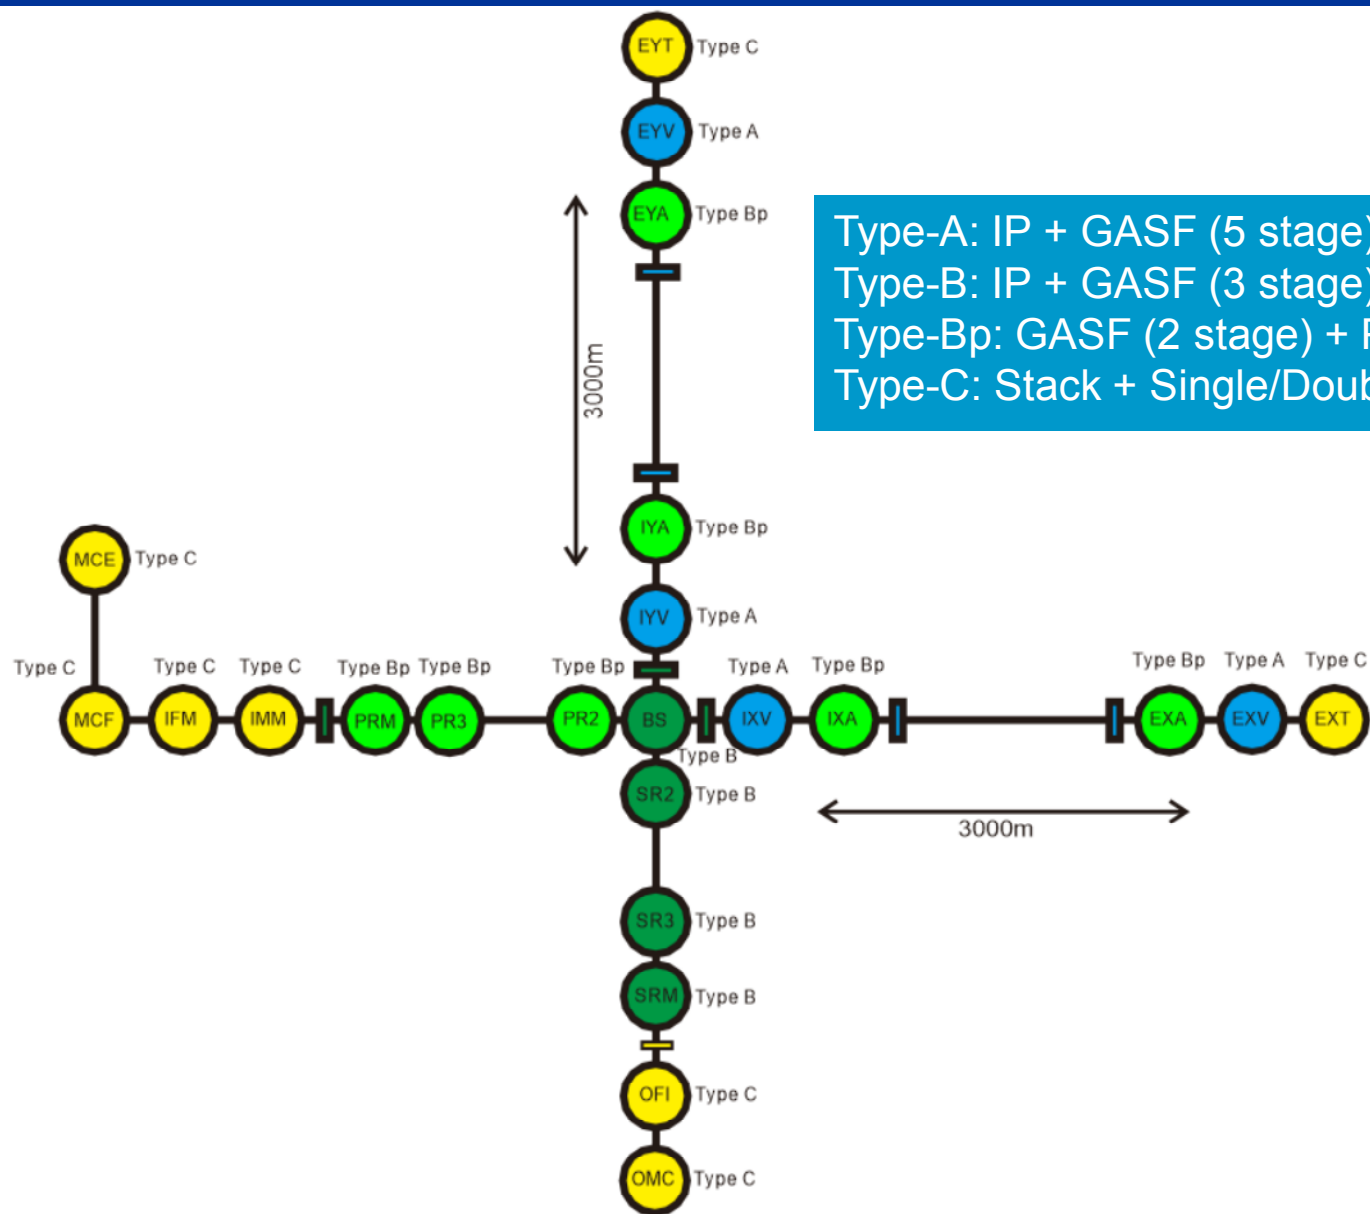 EYT Type C
EYV Type A
EYA Type Bp
Type-A: IP + GASF (5 stage)
Type-B: IP + GASF (3 stage)
Type-Bp: GASF (2 stage) +
Type-C: Stack + Single/
3000m
IYA Type Bp
MCE Type C
IYV Type A
Type C Type C Type C Type Bp Type Bp Type Bp Type A Type Bp Type Bp Type A Type C
MCF IFM IMM PRM PR3 PR2 BS IXV IXA EXA EXV EXT
Type B
SR2 Type B
3000m
SR3 Type B
SRM Type B
OFI Type C
OMC Type C